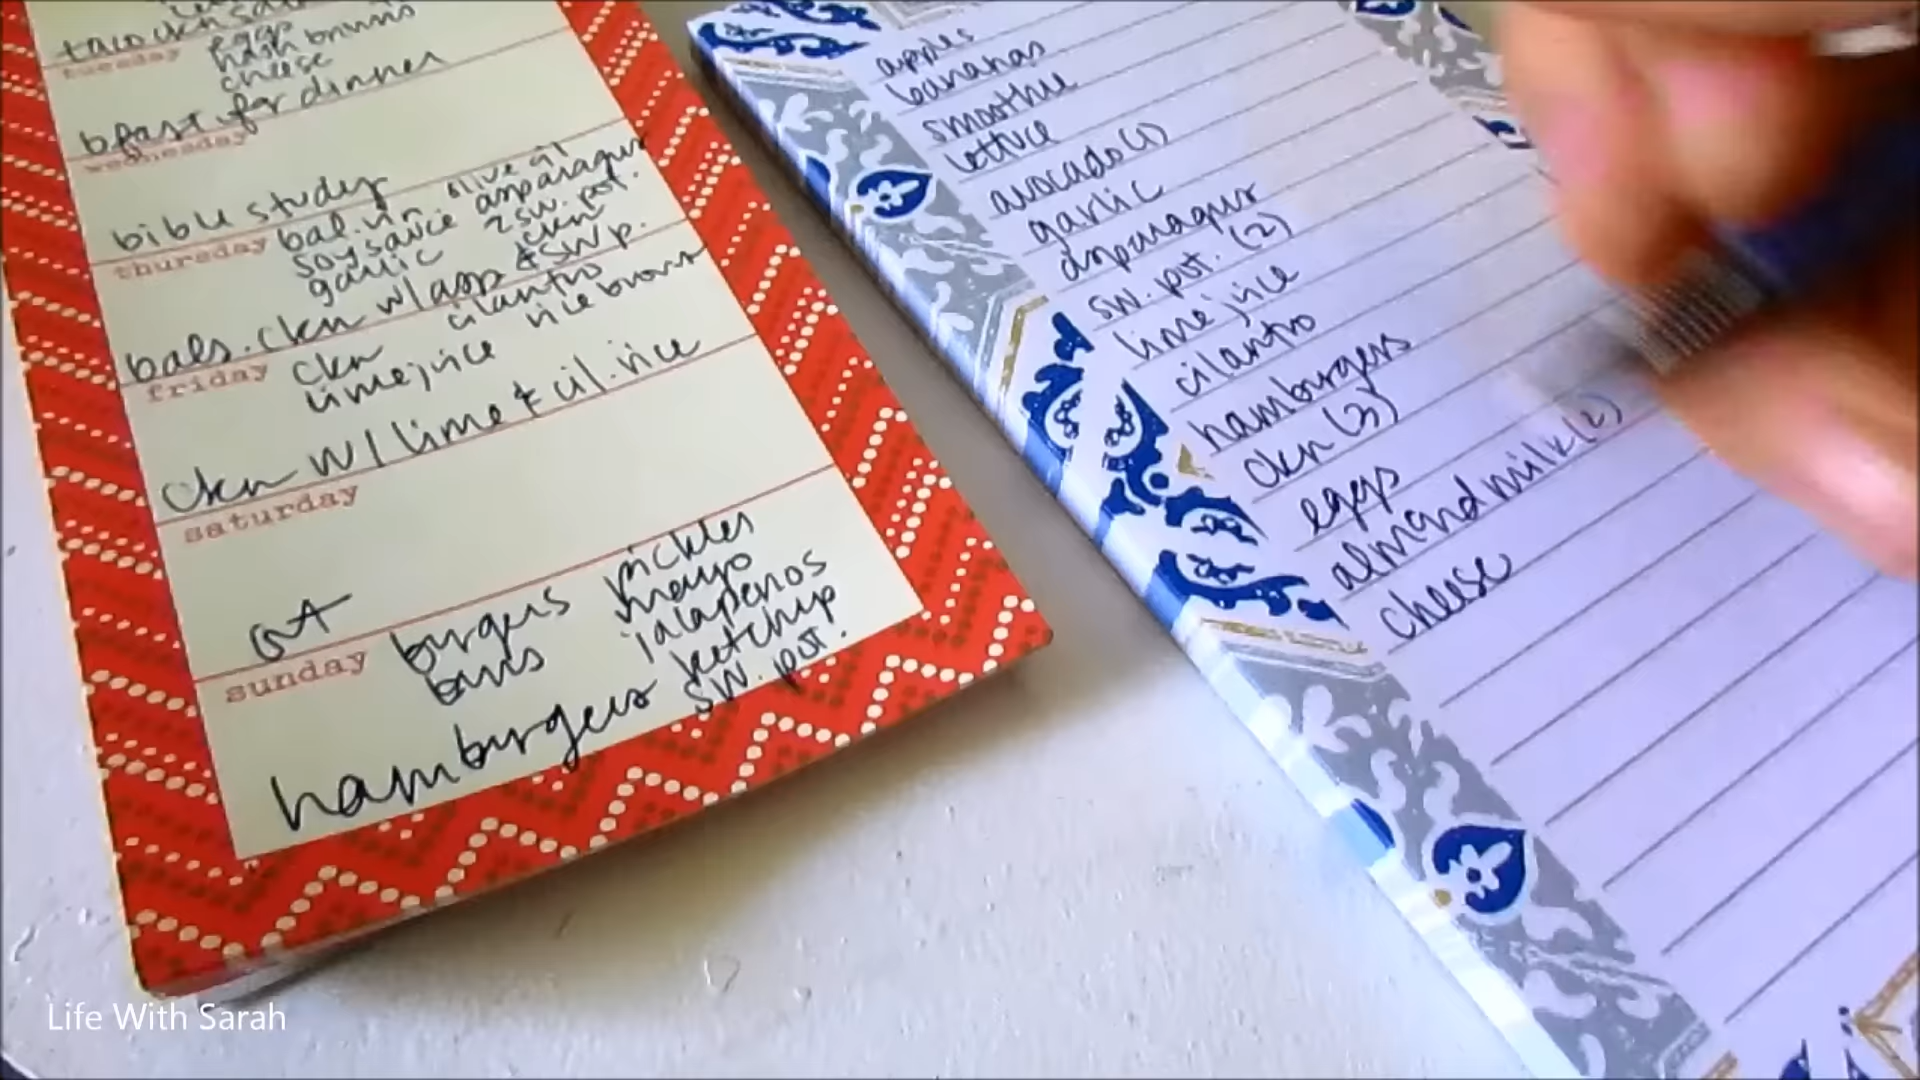 eggs
taco ckn
tuesday
hash browns
cheese
bfast for dinner
wednesday
bible study
thursday
bal. vin.
olive oil
soy sauce
asparagus
garlic
2 sw. pot.
ckn
bals. ckn w/ asp & sw p.
friday
ckn
cilantro
lime juice
rice brown
ckn w/ lime & cil. rice
saturday
out
sunday
burgers
buns
pickles
mayo
jalapenos
ketchup
sw. pot.
hamburgers
apples
bananas
smoothie
lettuce
avocado (1)
garlic
asparagus
sw. pot. (2)
lime juice
cilantro
hamburgers
ckn (3)
eggs
almond milk (2)
cheese
Life With Sarah